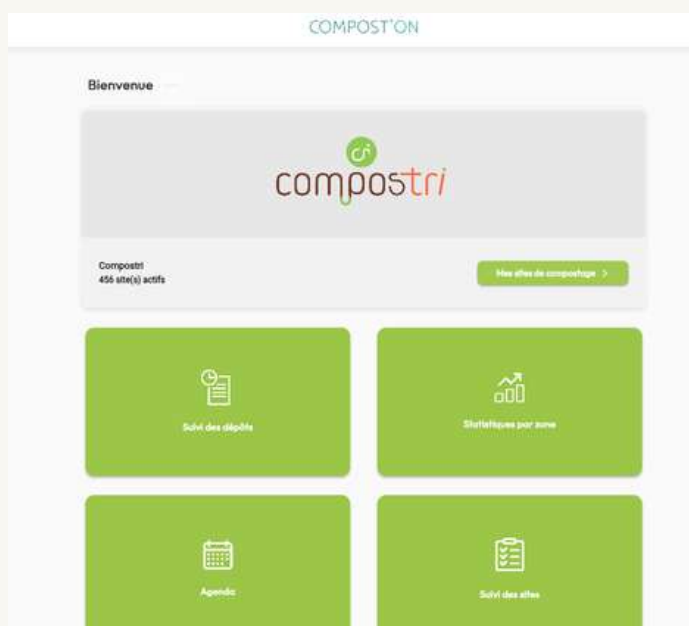 COMPOST'ON
Bienvenue
ci
compostri
Compostri
456 site(s) actifs
Mes sites de compostage >
Suivi des dépôts
Statistiques par zone
Agenda
Suivi des sites